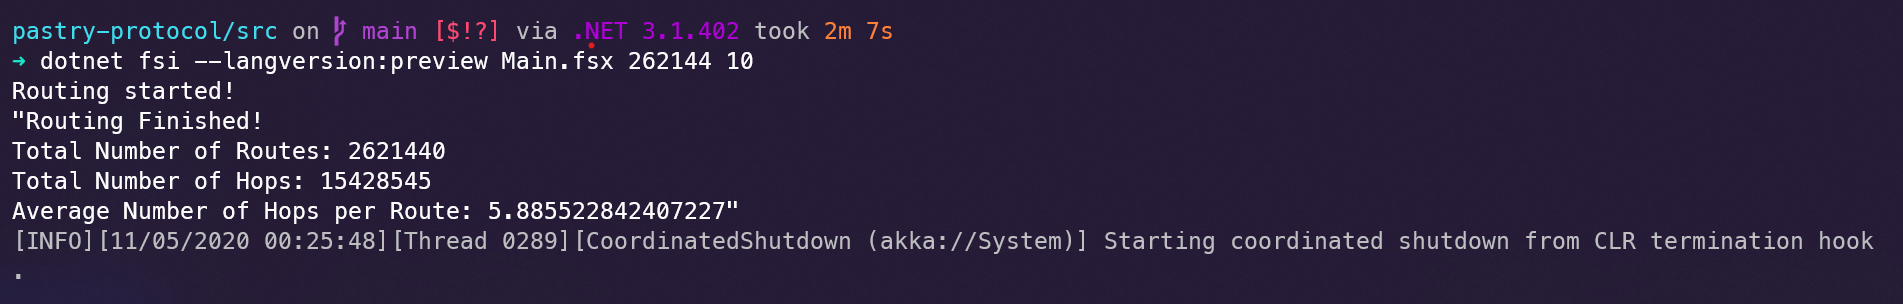 pastry-protocol/src on main [$!?] via .NET 3.1.402 took 2m 7s
➜ dotnet fsi --langversion:preview Main.fsx 262144 10
Routing started!
"Routing Finished!
Total Number of Routes: 2621440
Total Number of Hops: 15428545
Average Number of Hops per Route: 5.885522842407227"
[INFO][11/05/2020 00:25:48][Thread 0289][CoordinatedShutdown (akka://System)] Starting coordinated shutdown from CLR termination hook
.